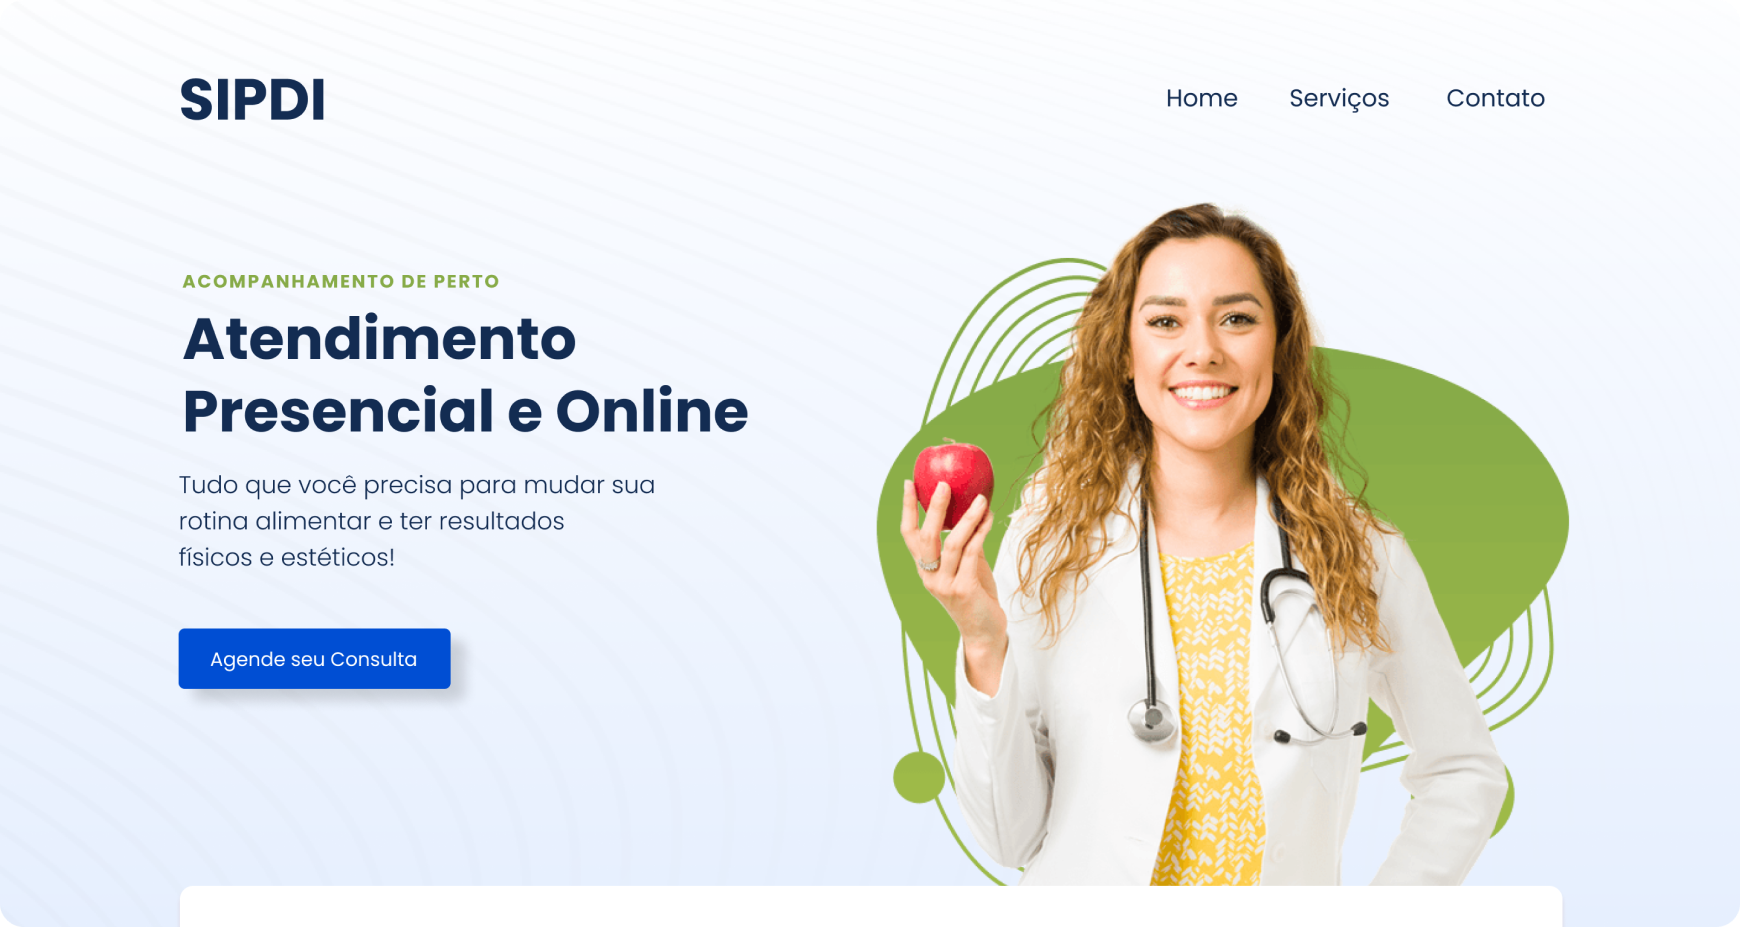 SIPDI
Home Serviços Contato
ACOMPANHAMENTO DE PERTO
Atendimento
Presencial e Online
Tudo que você precisa para mudar sua
rotina alimentar e ter resultados
físicos e estéticos!
Agende seu Consulta